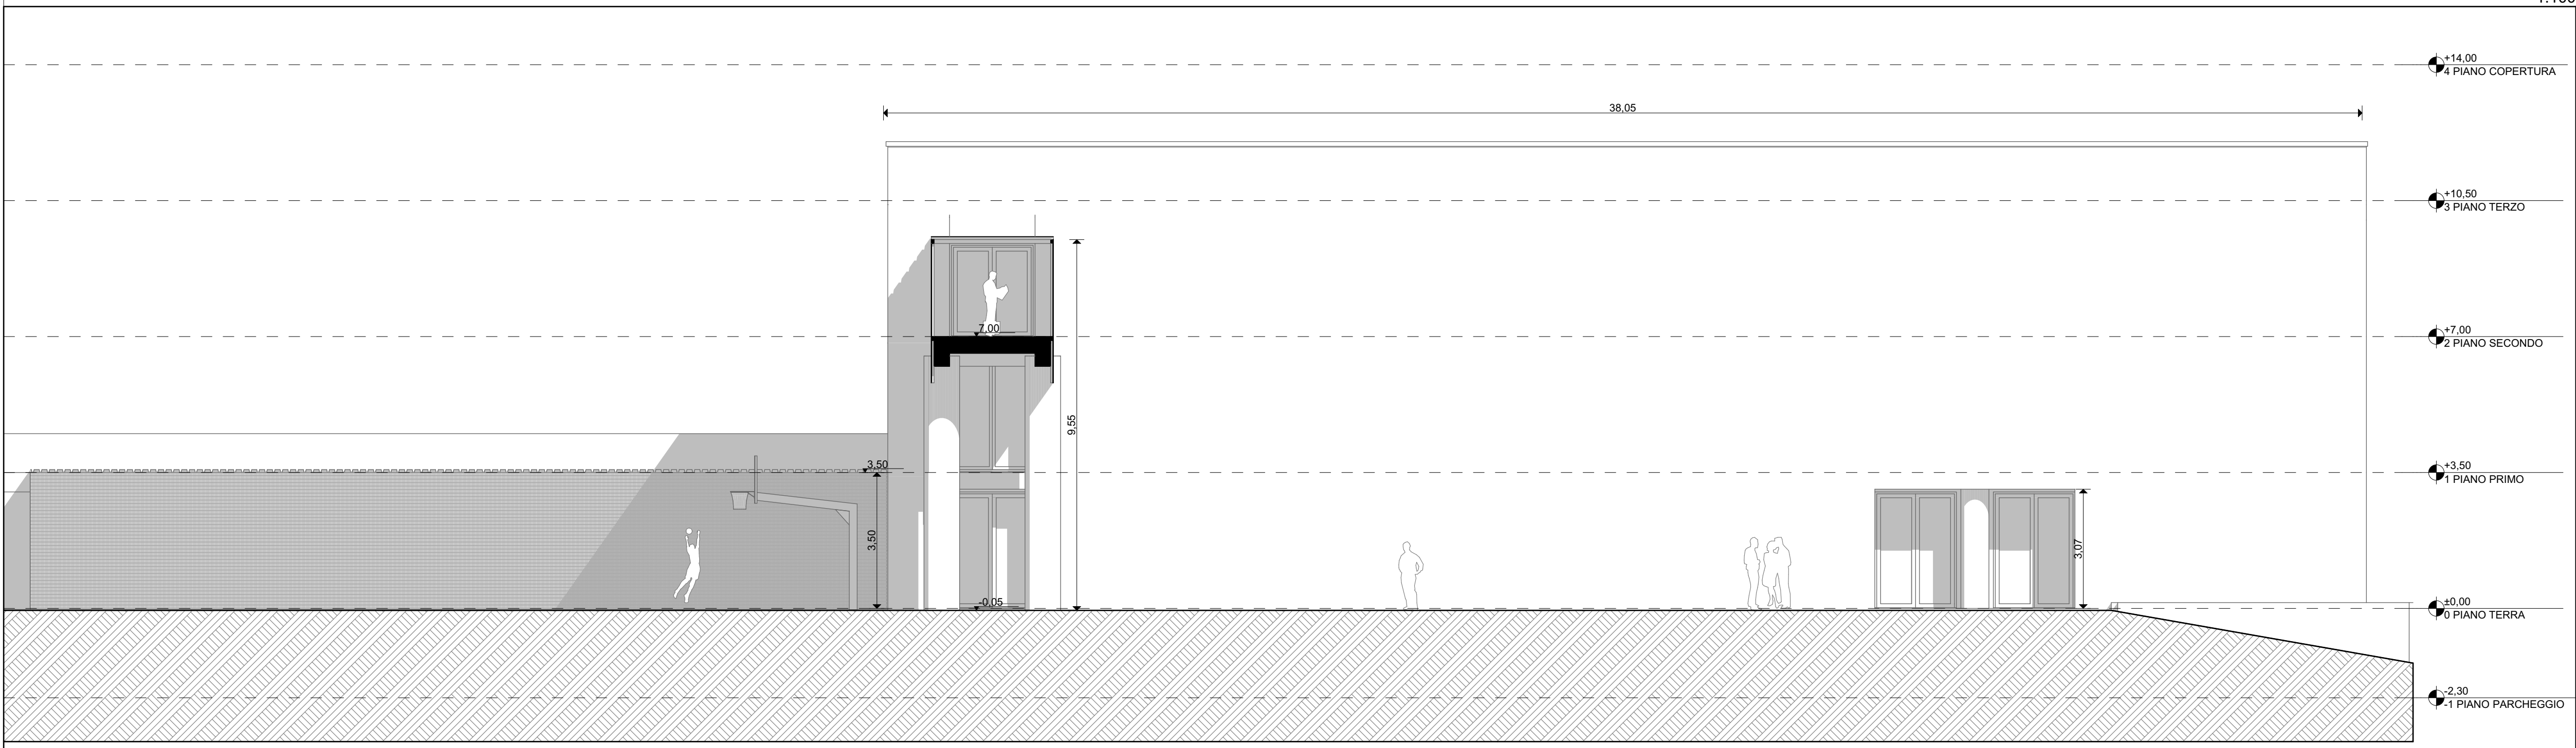 +14,00
4 PIANO COPERTURA
38,05
+10,50
3 PIANO TERZO
7,00
+7,00
2 PIANO SECONDO
9,55
3,50
+3,50
1 PIANO PRIMO
3,50
3,07
-0,05
±0,00
0 PIANO TERRA
-2,30
-1 PIANO PARCHEGGIO